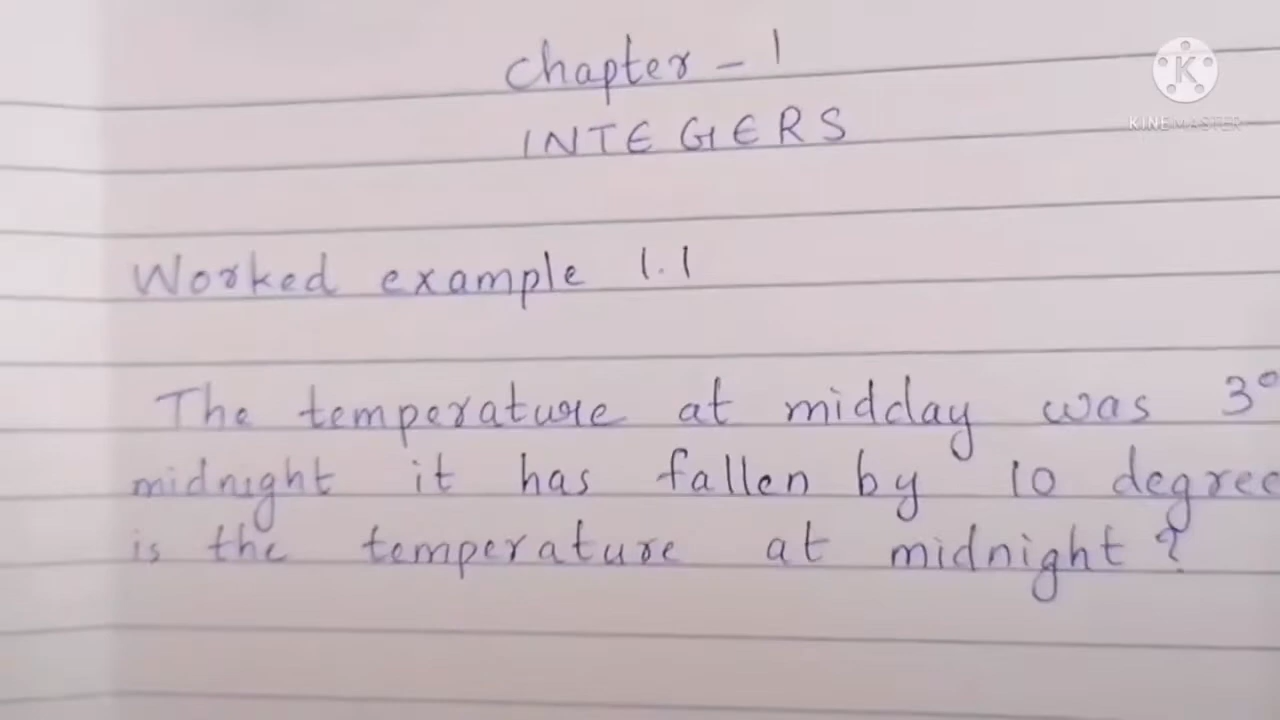 Chapter - 1
INTEGERS
Worked example 1.1
The temperature at midday was 3°
midnight it has fallen by 10 degree
is the temperature at midnight?
K
KINEMASTER